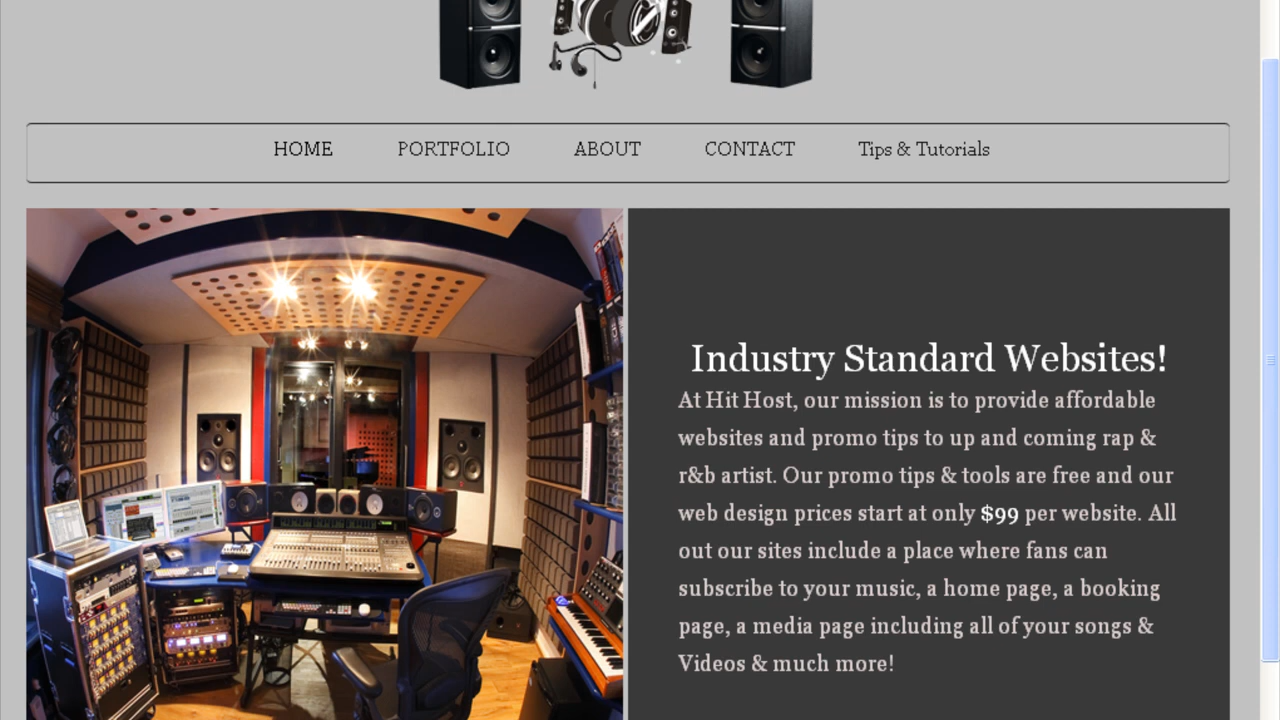 HOME PORTFOLIO ABOUT CONTACT Tips & Tutorials
Industry Standard Websites!
At Hit Host, our mission is to provide affordable
websites and promo tips to up and coming rap &
r&b artist. Our promo tips & tools are free and our
web design prices start at only $99 per website. All
out our sites include a place where fans can
subscribe to your music, a home page, a booking
page, a media page including all of your songs &
Videos & much more!